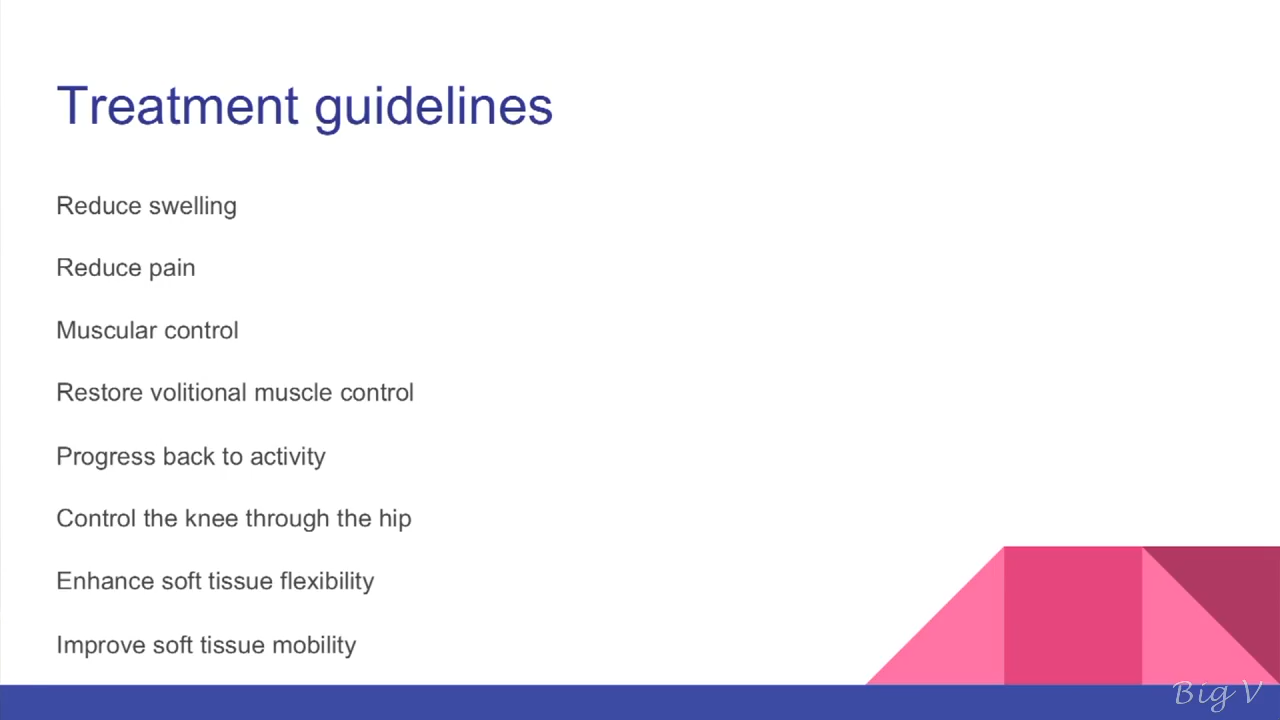 Treatment guidelines
Reduce swelling
Reduce pain
Muscular control
Restore volitional muscle control
Progress back to activity
Control the knee through the hip
Enhance soft tissue flexibility
Improve soft tissue mobility
Big V